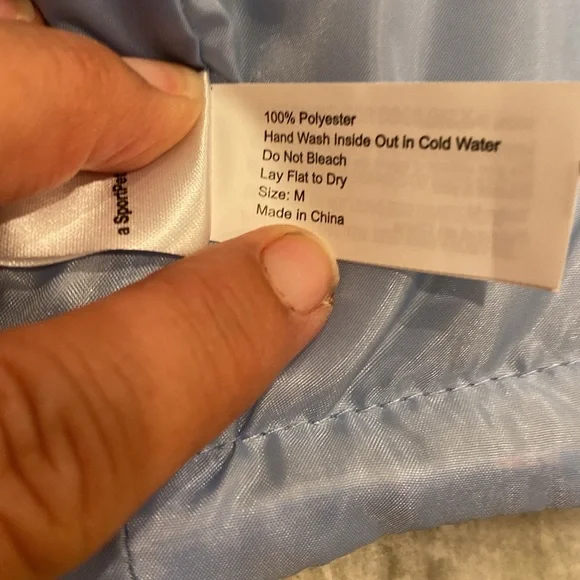 100% Polyester
Hand Wash Inside Out in Cold Water
Do Not Bleach
Lay Flat to Dry
Size: M
Made in China
a SportPet